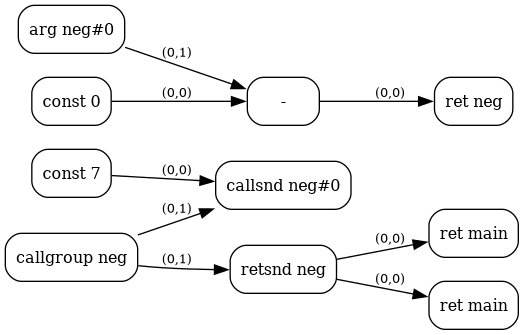 arg neg#0
(0,1)
const 0
(0,0)
-
(0,0)
ret neg
const 7
(0,0)
callsnd neg#0
(0,1)
callgroup neg
(0,1)
retsnd neg
(0,0)
ret main
(0,0)
ret main